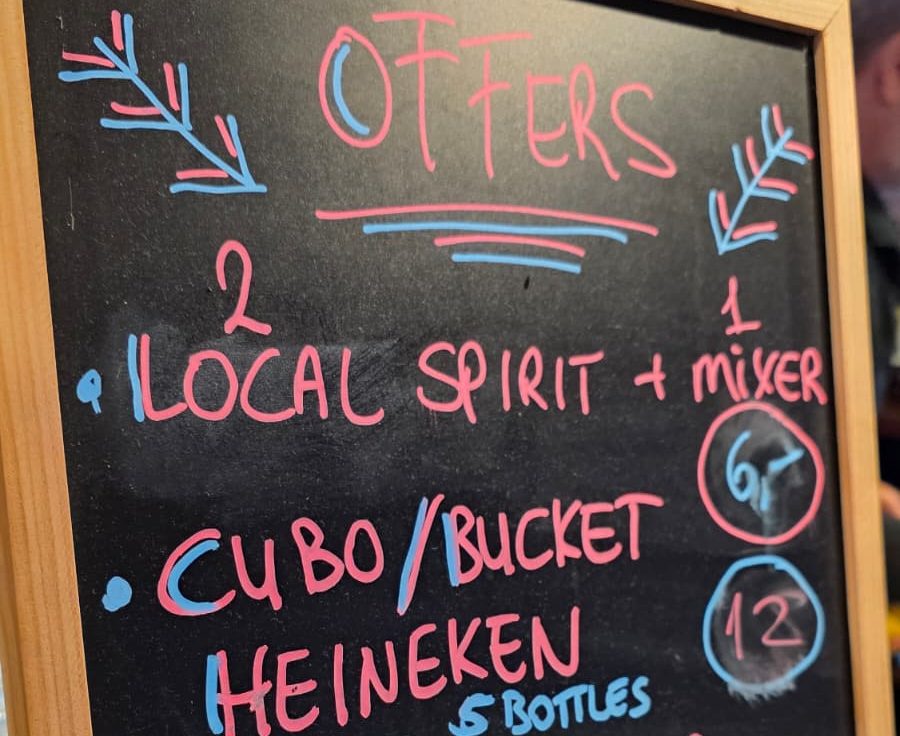 OFFERS
2 1
LOCAL SPIRIT + MiXER
6,-
CUBO/BUCKET
HEINEKEN
12
5 BOTTLES